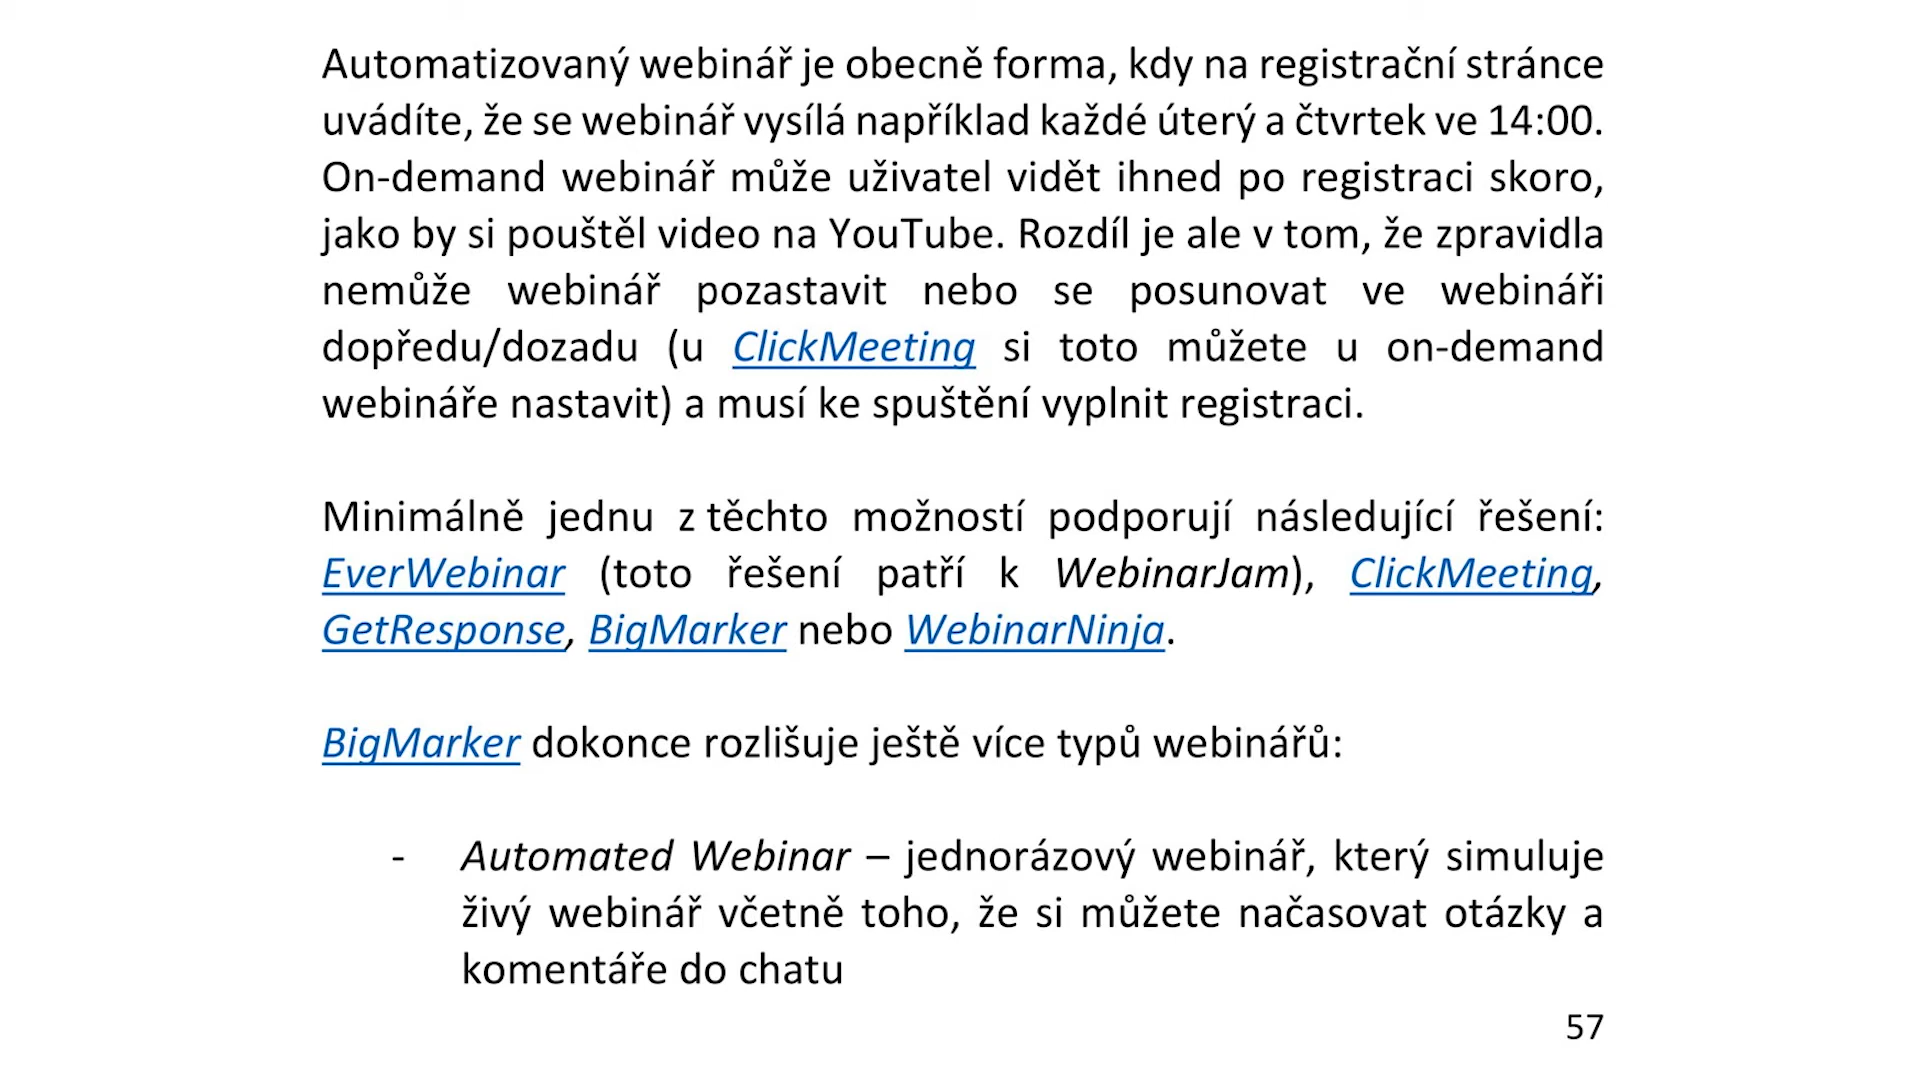 Automatizovaný webinář je obecně forma, kdy na registrační stránce
uvádíte, že se webinář vysílá například každé úterý a čtvrtek ve 14:00.
On-demand webinář může uživatel vidět ihned po registraci skoro,
jako by si pouštěl video na YouTube. Rozdíl je ale v tom, že zpravidla
nemůže webinář pozastavit nebo se posunovat ve webináři
dopředu/dozadu (u ClickMeeting si toto můžete u on-demand
webináře nastavit) a musí ke spuštění vyplnit registraci.
Minimálně jednu z těchto možností podporují následující řešení:
EverWebinar (toto řešení patří k WebinarJam), ClickMeeting,
GetResponse, BigMarker nebo WebinarNinja.
BigMarker dokonce rozlišuje ještě více typů webinářů:
- Automated Webinar – jednorázový webinář, který simuluje
živý webinář včetně toho, že si můžete načasovat otázky a
komentáře do chatu
57